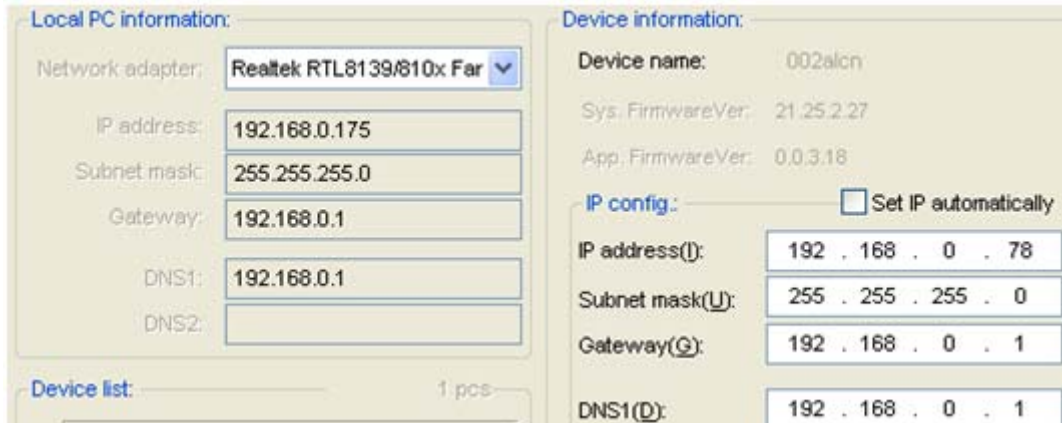 Local PC information:
Network adapter: Realtek RTL8139/810x Far
IP address: 192.168.0.175
Subnet mask: 255.255.255.0
Gateway: 192.168.0.1
DNS1: 192.168.0.1
DNS2:
Device list: 1 pcs
Device information:
Device name: 002alcn
Sys. FirmwareVer: 21.25.2.27
App. FirmwareVer: 0.0.3.18
IP config.: Set IP automatically
IP address(I): 192 . 168 . 0 . 78
Subnet mask(U): 255 . 255 . 255 . 0
Gateway(G): 192 . 168 . 0 . 1
DNS1(D): 192 . 168 . 0 . 1